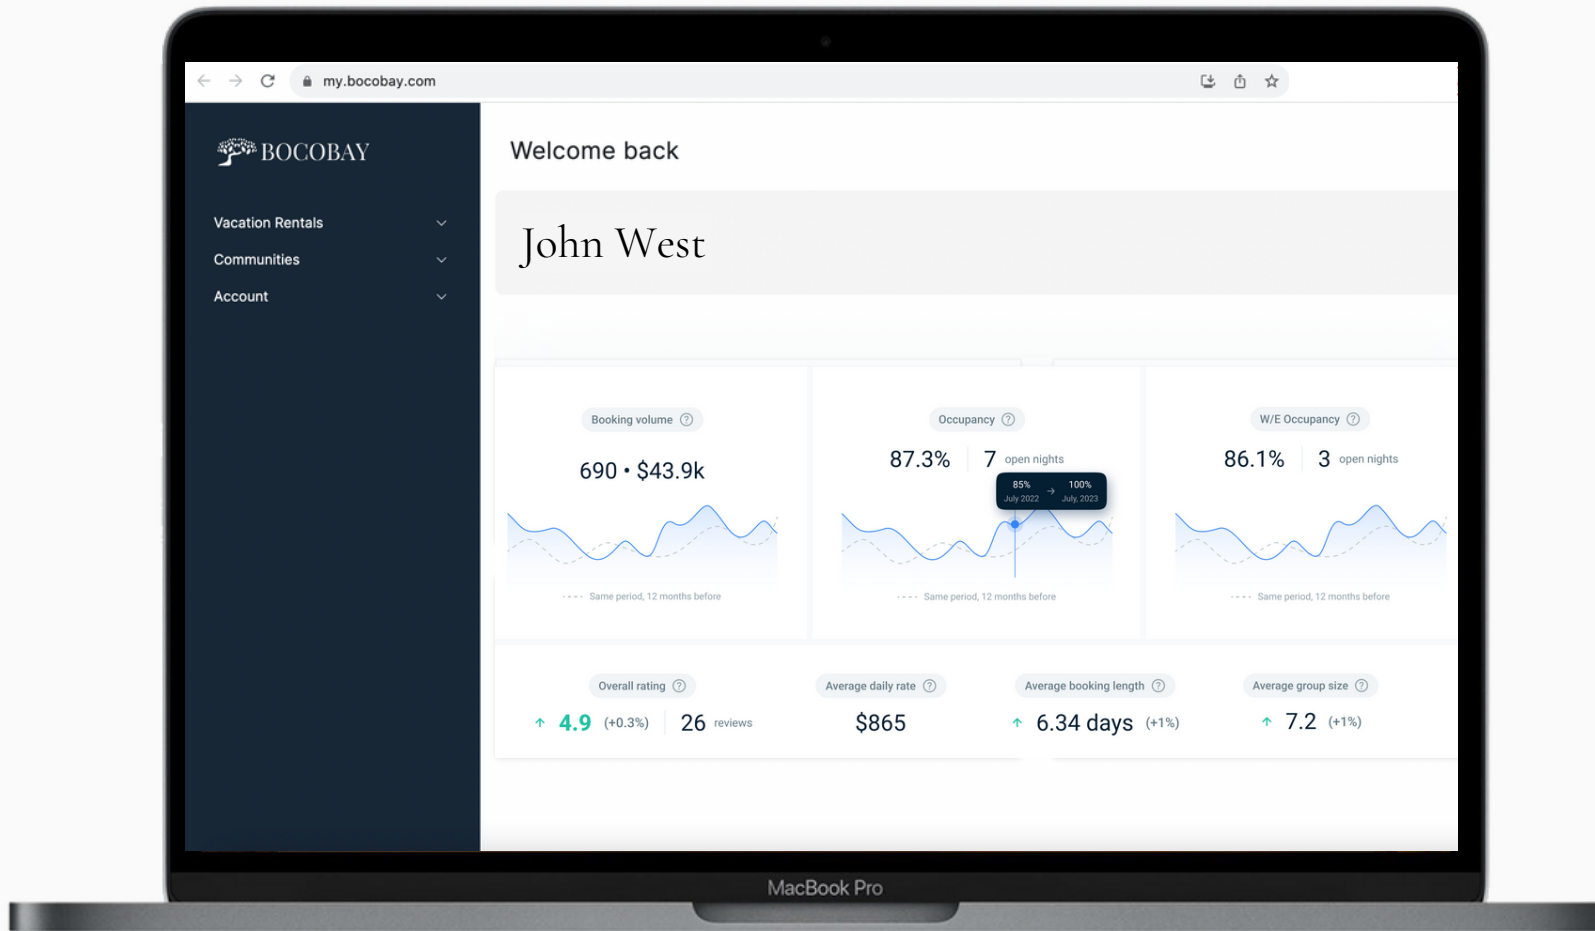 my.bocobay.com
BOCOBAY
Vacation Rentals
Communities
Account
Welcome back
John West
Booking volume ?
690 • $43.9k
Same period, 12 months before
Occupancy ?
87.3% 7 open nights
85% → 100%
July 2022 July, 2023
Same period, 12 months before
W/E Occupancy ?
86.1% 3 open nights
Same period, 12 months before
Overall rating ?
↑ 4.9 (+0.3%) 26 reviews
Average daily rate ?
$865
Average booking length ?
↑ 6.34 days (+1%)
Average group size ?
↑ 7.2 (+1%)
MacBook Pro